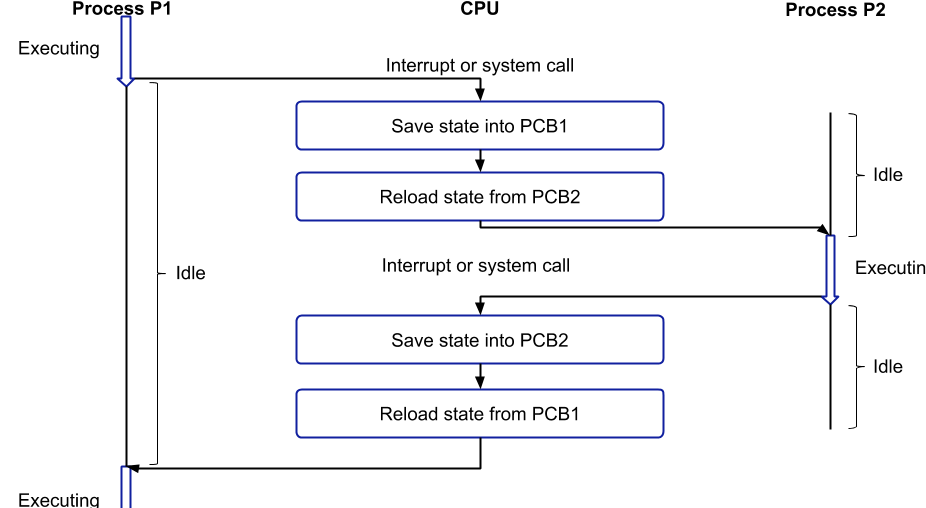 Process P1
CPU
Process P2
Executing
Interrupt or system call
Save state into PCB1
Idle
Reload state from PCB2
Interrupt or system call
Executin
Idle
Save state into PCB2
Idle
Reload state from PCB1
Executing